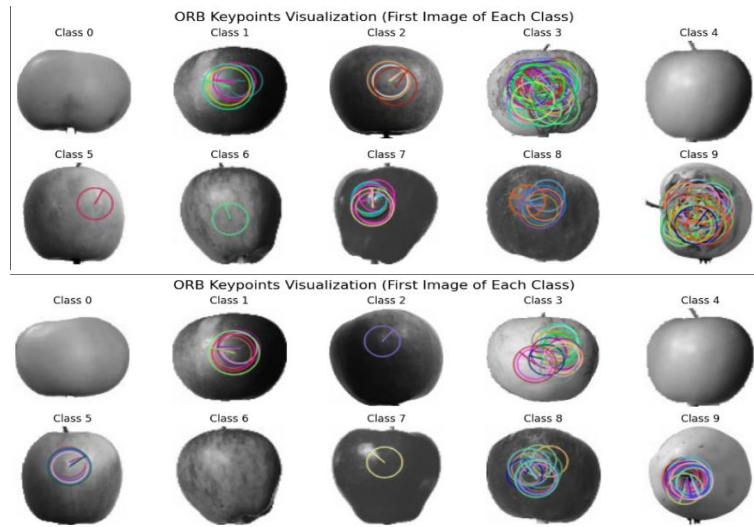 ORB Keypoints Visualization (First Image of Each Class)
Class 0 Class 1 Class 2 Class 3 Class 4
Class 5 Class 6 Class 7 Class 8 Class 9
ORB Keypoints Visualization (First Image of Each Class)
Class 0 Class 1 Class 2 Class 3 Class 4
Class 5 Class 6 Class 7 Class 8 Class 9